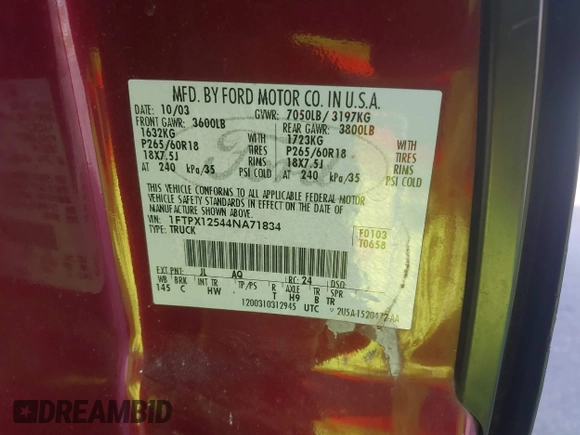 MFD. BY FORD MOTOR CO. IN U.S.A.
DATE: 10/03 GVWR: 7050LB/ 3197KG
FRONT GAWR: 3600LB REAR GAWR: 3800LB
1632KG WITH 1723KG WITH
P265/60R18 TIRES P265/60R18 TIRES
18X7.5J RIMS 18X7.5J RIMS
AT 240 kPa/35 PSI COLD AT 240 kPa/35 PSI COLD
THIS VEHICLE CONFORMS TO ALL APPLICABLE FEDERAL MOTOR
VEHICLE SAFETY STANDARDS IN EFFECT ON THE DATE OF
MANUFACTURE SHOWN ABOVE.
VIN: 1FTPX12544NA71834 F0103
TYPE: TRUCK T0658
EXT PNT: JL AQ RC: 24 DSO:
WB BRK INT TR TP/PS R AXLE TR SPR
145 C HW T H9 B TR
1200310312945 UTC
Ford
DREAMBID